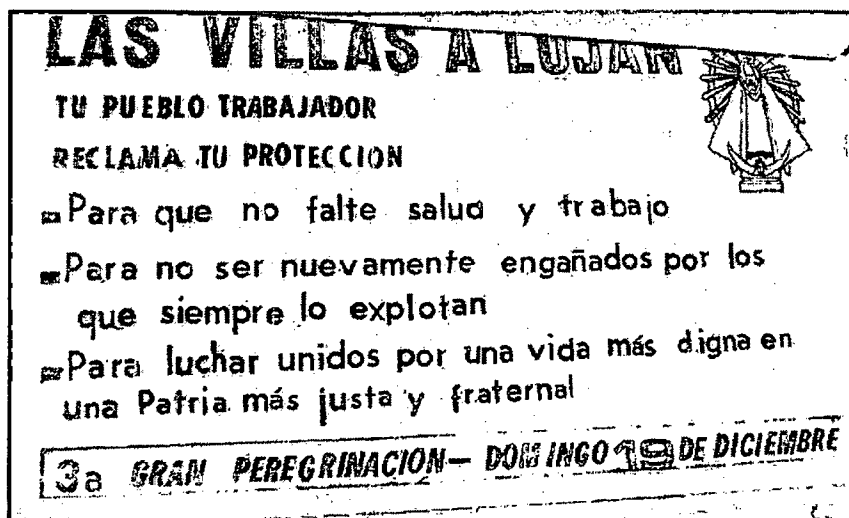 LAS VILLAS A LUJAN
TU PUEBLO TRABAJADOR
RECLAMA TU PROTECCION
- Para que no falte salud y trabajo
- Para no ser nuevamente engañados por los
que siempre lo explotan
- Para luchar unidos por una vida más digna en
una Patria más justa y fraternal
3a GRAN PEREGRINACION — DOMINGO 19 DE DICIEMBRE